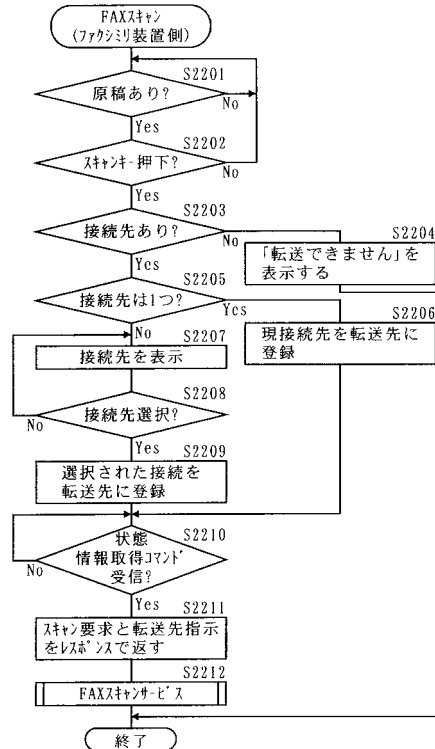 FAXスキャン
(ファクシミリ装置側)
S2201
原稿あり?
No
Yes
S2202
スキャンキー押下?
No
Yes
S2203
接続先あり?
No
S2204
「転送できません」を
表示する
Yes
S2205
接続先は1つ?
Yes
S2206
現接続先を転送先に
登録
No
S2207
接続先を表示
S2208
接続先選択?
No
Yes
S2209
選択された接続を
転送先に登録
S2210
状態
情報取得コマンド
受信?
No
Yes
S2211
スキャン要求と転送先指示
をレスポンスで返す
S2212
FAXスキャンサービス
終了